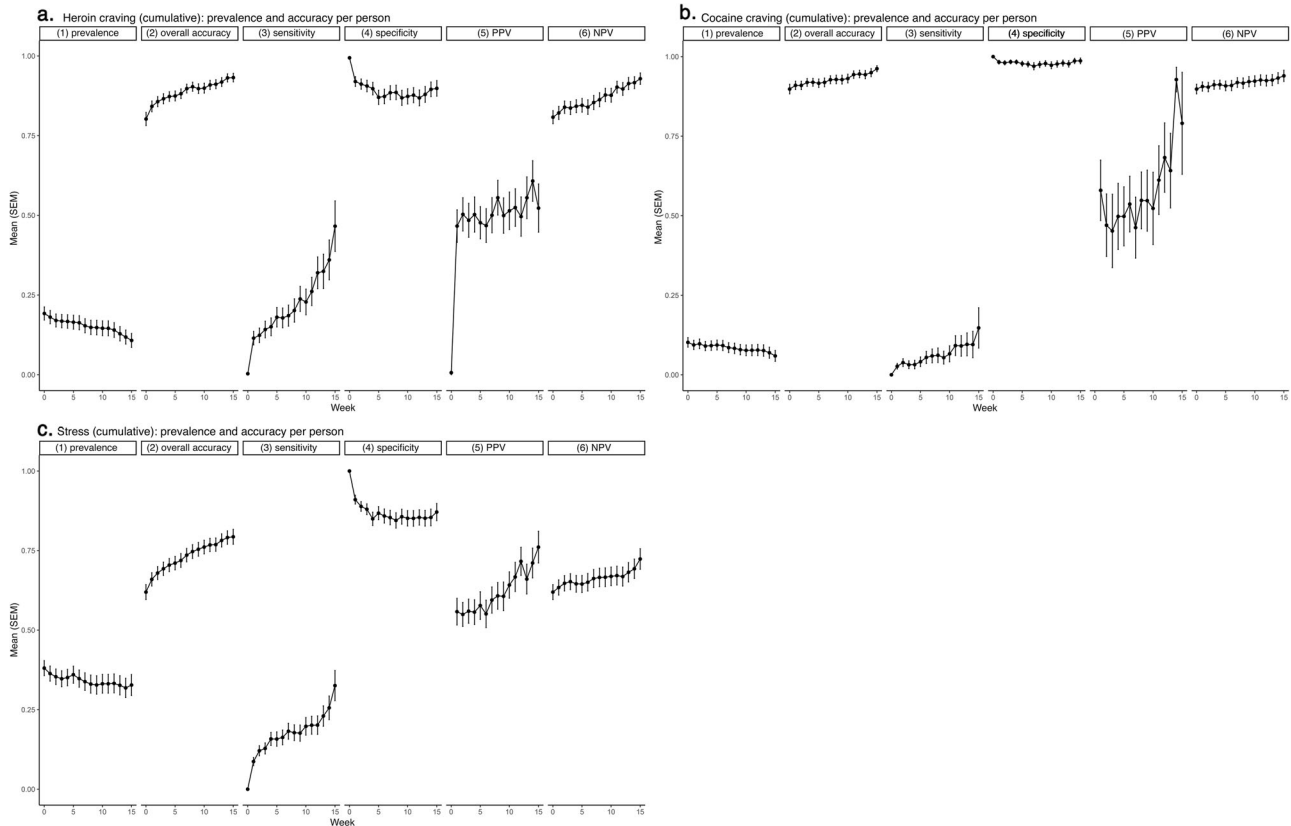 a. Heroin craving (cumulative): prevalence and accuracy per person
(1) prevalence (2) overall accuracy (3) sensitivity (4) specificity (5) PPV (6) NPV
1.00
0.75
0.50
0.25
0.00
Mean (SEM)
0 5 10 15 0 5 10 15 0 5 10 15 0 5 10 15 0 5 10 15 0 5 10 15
Week
b. Cocaine craving (cumulative): prevalence and accuracy per person
(1) prevalence (2) overall accuracy (3) sensitivity (4) specificity (5) PPV (6) NPV
1.00
0.75
0.50
0.25
0.00
Mean (SEM)
0 5 10 15 0 5 10 15 0 5 10 15 0 5 10 15 0 5 10 15 0 5 10 15
Week
c. Stress (cumulative): prevalence and accuracy per person
(1) prevalence (2) overall accuracy (3) sensitivity (4) specificity (5) PPV (6) NPV
1.00
0.75
0.50
0.25
0.00
Mean (SEM)
0 5 10 15 0 5 10 15 0 5 10 15 0 5 10 15 0 5 10 15 0 5 10 15
Week